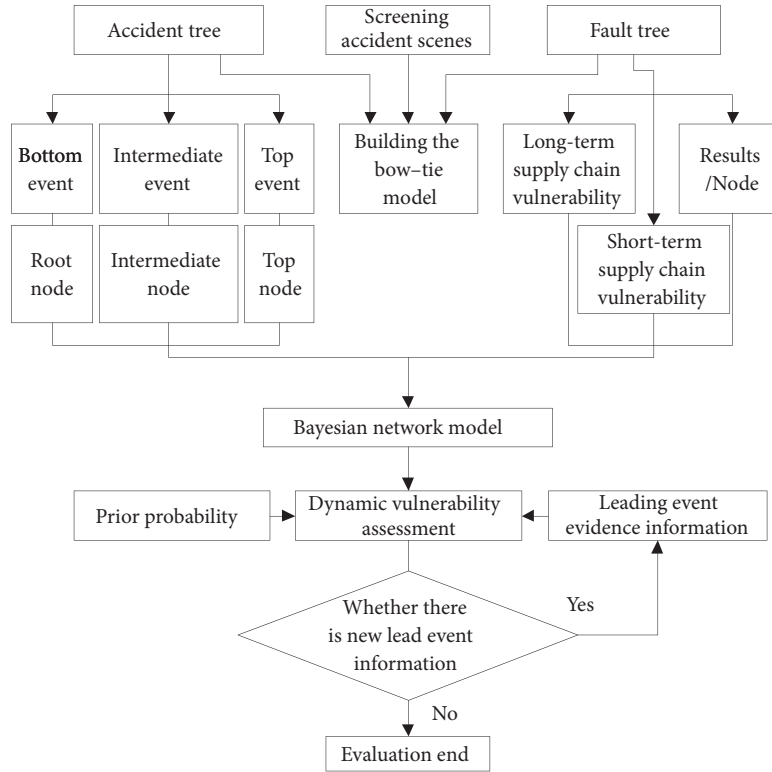 Accident tree
Screening
accident scenes
Fault tree
Bottom
event
Intermediate
event
Top
event
Building the
bow–tie
model
Long-term
supply chain
vulnerability
Results
/Node
Root
node
Intermediate
node
Top
node
Short-term
supply chain
vulnerability
Bayesian network model
Prior probability
Dynamic vulnerability
assessment
Leading event
evidence information
Whether there
is new lead event
information
Yes
No
Evaluation end